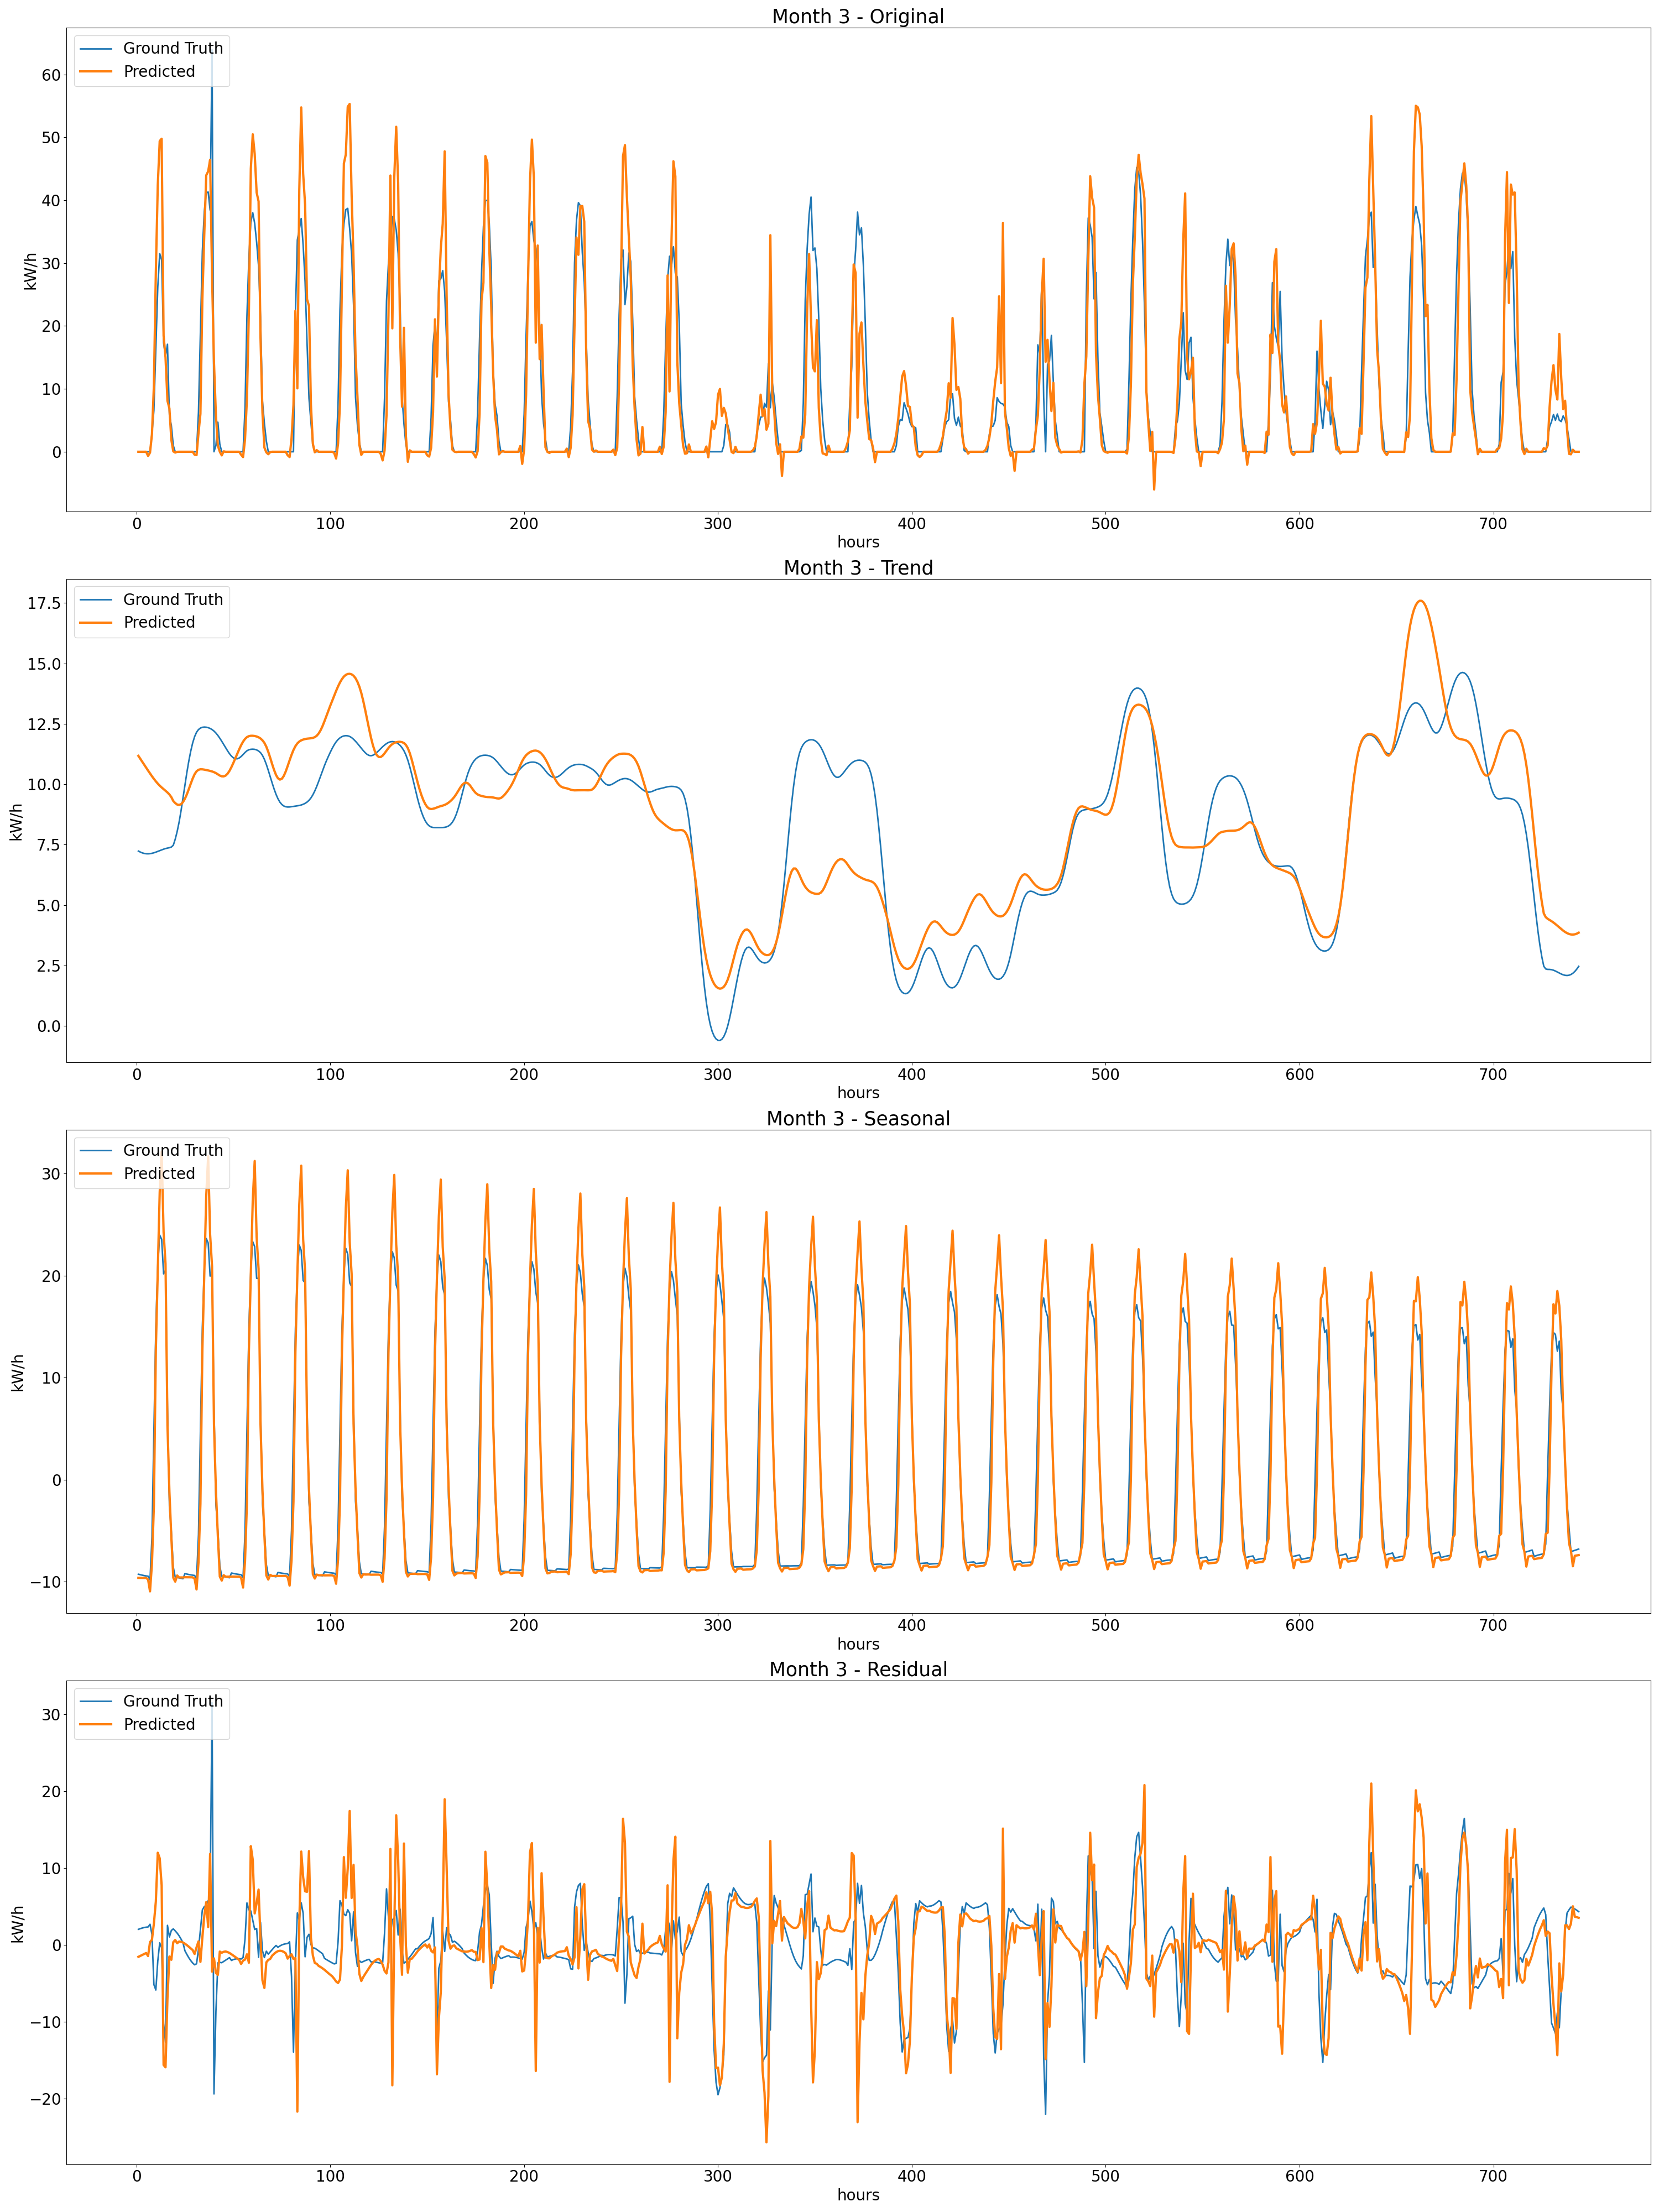 Month 3 - Original
Ground Truth
Predicted
60
50
40
30
20
10
0
kW/h
0 100 200 300 400 500 600 700
hours
Month 3 - Trend
Ground Truth
Predicted
17.5
15.0
12.5
10.0
7.5
5.0
2.5
0.0
kW/h
0 100 200 300 400 500 600 700
hours
Month 3 - Seasonal
Ground Truth
Predicted
30
20
10
0
−10
kW/h
0 100 200 300 400 500 600 700
hours
Month 3 - Residual
Ground Truth
Predicted
30
20
10
0
−10
−20
kW/h
0 100 200 300 400 500 600 700
hours